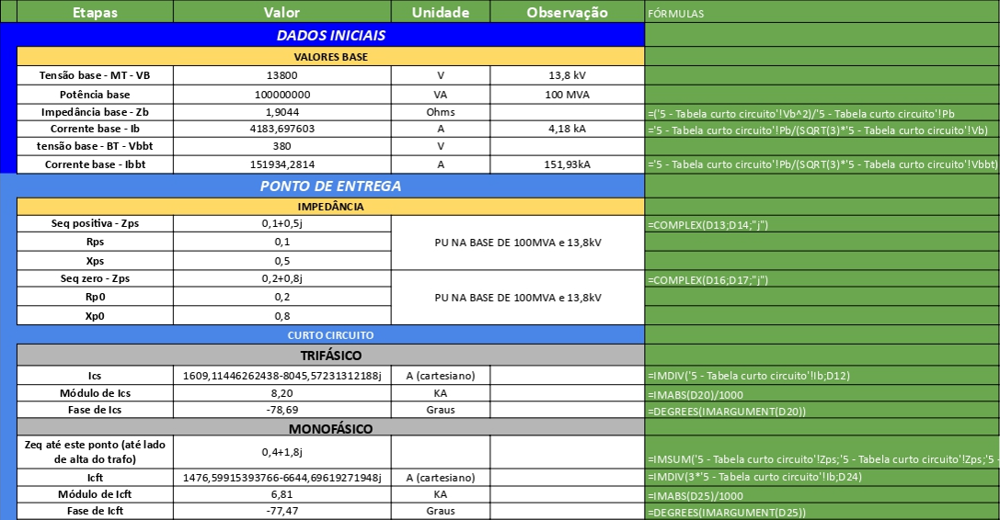 Etapas Valor Unidade Observação FÓRMULAS
DADOS INICIAIS
VALORES BASE
Tensão base - MT - VB 13800 V 13,8 kV
Potência base 100000000 VA 100 MVA
Impedância base - Zb 1,9044 Ohms =('5 - Tabela curto circuito'!Vb^2)/'5 - Tabela curto circuito'!Pb
Corrente base - Ib 4183,697603 A 4,18 kA ='5 - Tabela curto circuito'!Pb/(SQRT(3)*'5 - Tabela curto circuito'!Vb)
tensão base - BT - Vbbt 380 V
Corrente base - Ibbt 151934,2814 A 151,93kA ='5 - Tabela curto circuito'!Pb/(SQRT(3)*'5 - Tabela curto circuito'!Vbbt)
PONTO DE ENTREGA
IMPEDÂNCIA
Seq positiva - Zps 0,1+0,5j =COMPLEX(D13;D14;"j")
Rps 0,1 PU NA BASE DE 100MVA e 13,8kV
Xps 0,5
Seq zero - Zps 0,2+0,8j =COMPLEX(D16;D17;"j")
Rp0 0,2 PU NA BASE DE 100MVA e 13,8kV
Xp0 0,8
CURTO CIRCUITO
TRIFÁSICO
Ics 1609,11446262438-8045,57231312188j A (cartesiano) =IMDIV('5 - Tabela curto circuito'!Ib;D12)
Módulo de Ics 8,20 KA =IMABS(D20)/1000
Fase de Ics -78,69 Graus =DEGREES(IMARGUMENT(D20))
MONOFÁSICO
Zeq até este ponto (até lado
de alta do trafo) 0,4+1,8j =IMSUM('5 - Tabela curto circuito'!Zps;'5 - Tabela curto circuito'!Zps;'5 -
Icft 1476,59915393766-6644,69619271948j A (cartesiano) =IMDIV(3*'5 - Tabela curto circuito'!Ib;D24)
Módulo de Icft 6,81 KA =IMABS(D25)/1000
Fase de Icft -77,47 Graus =DEGREES(IMARGUMENT(D25))